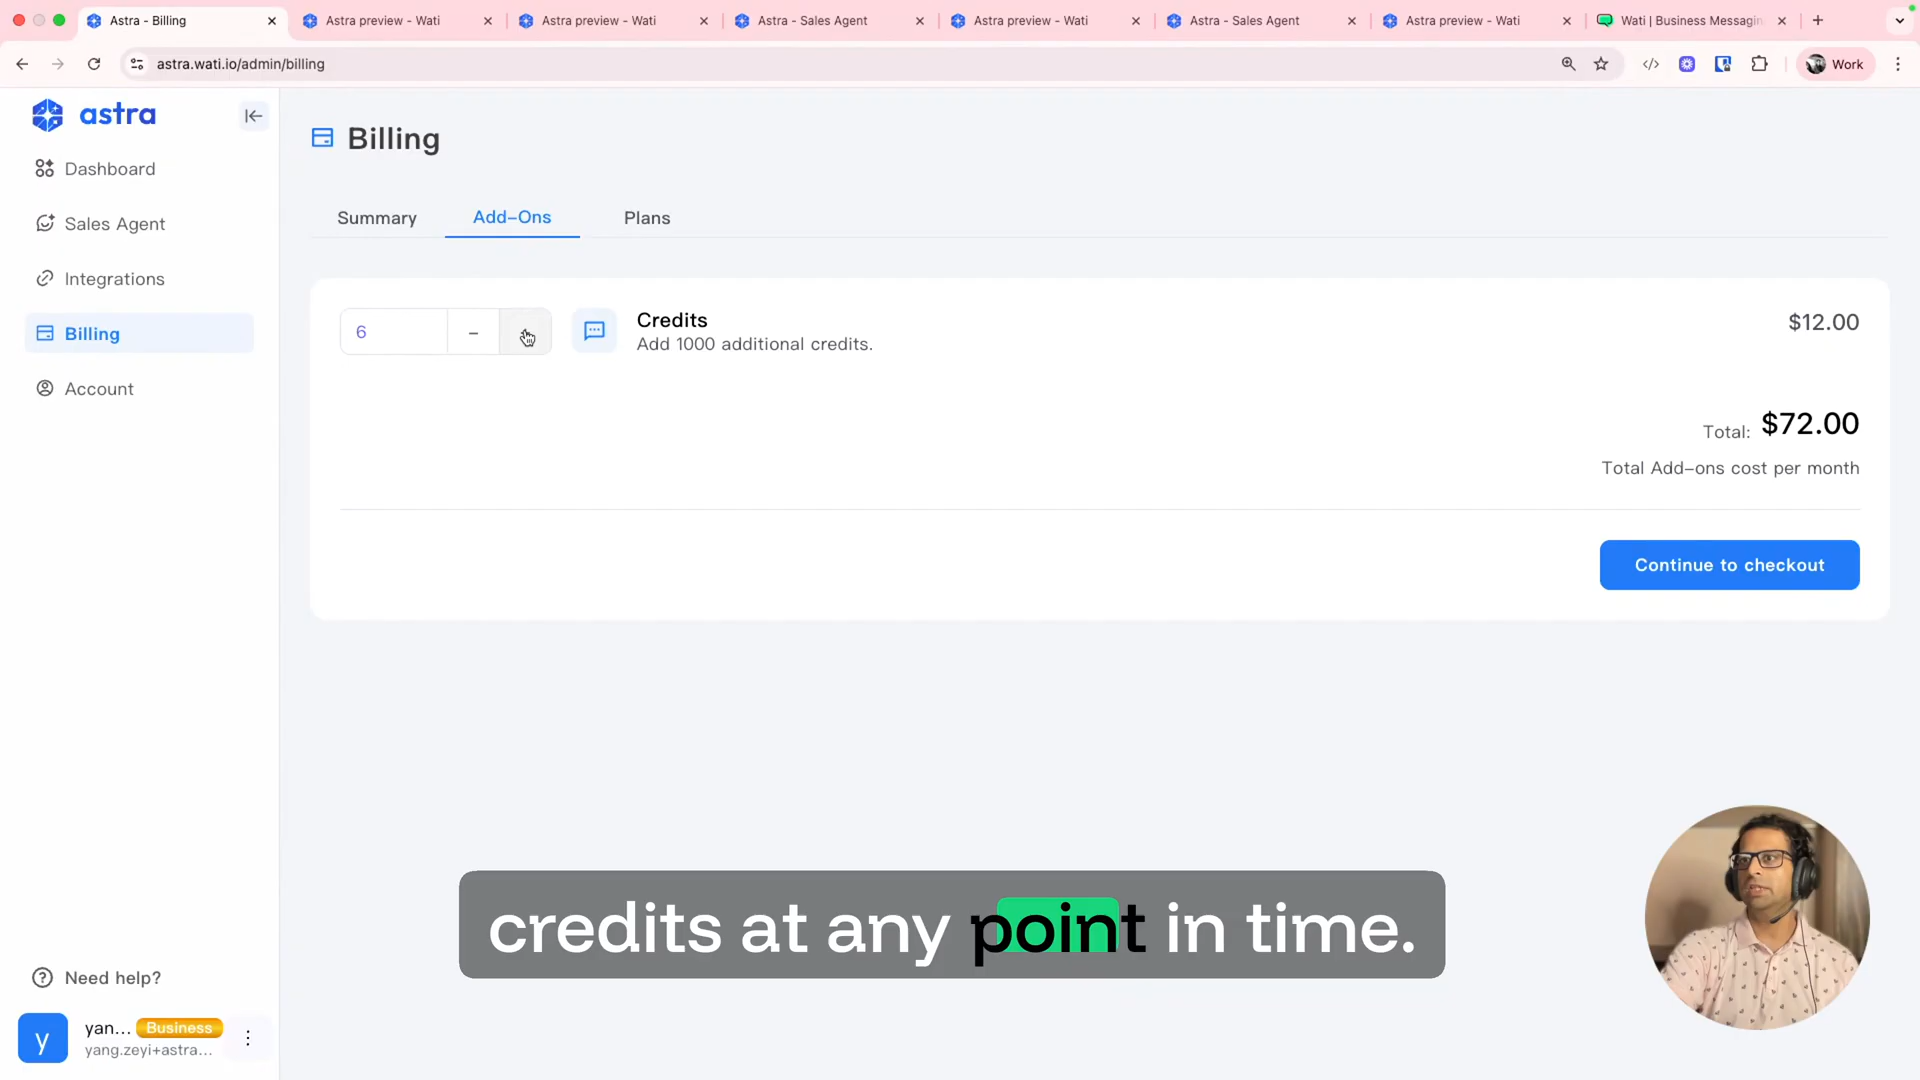 Astra - Billing
Astra preview - Wati
Astra preview - Wati
Astra - Sales Agent
Astra preview - Wati
Astra - Sales Agent
Astra preview - Wati
Wati | Business Messagin
astra.wati.io/admin/billing
Work
astra
Dashboard
Sales Agent
Integrations
Billing
Account
Billing
Summary
Add-Ons
Plans
6
Credits
Add 1000 additional credits.
$12.00
Total: $72.00
Total Add-ons cost per month
Continue to checkout
credits at any point in time.
Need help?
y
yan... Business
yang.zeyi+astra...